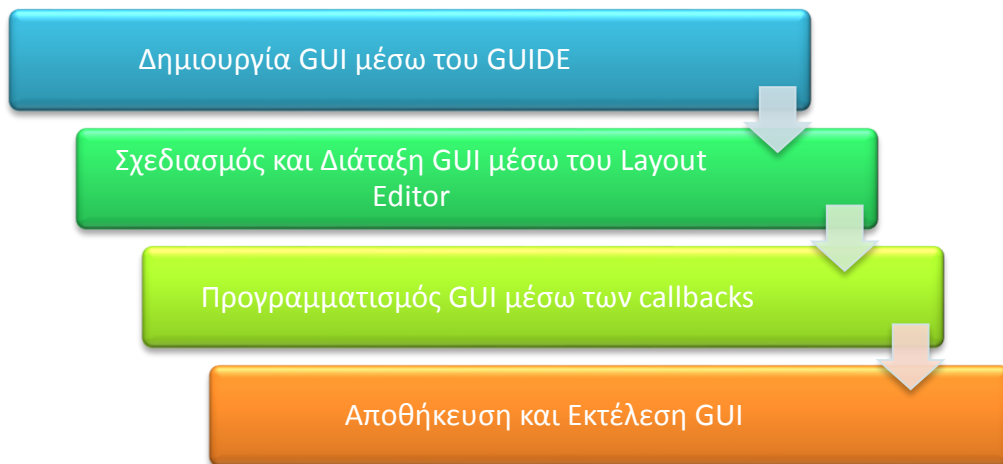 Δημιουργία GUI μέσω του GUIDE
Σχεδιασμός και Διάταξη GUI μέσω του Layout
Editor
Προγραμματισμός GUI μέσω των callbacks
Αποθήκευση και Εκτέλεση GUI